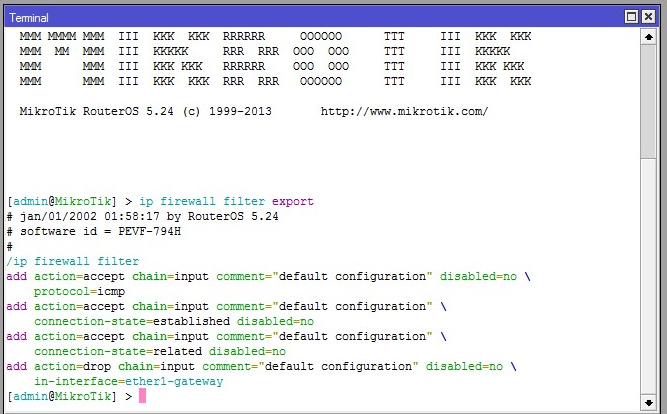 Terminal
MMM MMMM MMM  III  KKK  KKK  RRRRRR     OOOOOO      TTT     III  KKK  KKK
MMM  MM  MMM  III  KKKKK     RRR  RRR  OOO  OOO     TTT     III  KKKKK
MMM      MMM  III  KKK KKK   RRRRRR    OOO  OOO     TTT     III  KKK KKK
MMM      MMM  III  KKK  KKK  RRR  RRR   OOOOOO      TTT     III  KKK  KKK
MikroTik RouterOS 5.24 (c) 1999-2013       http://www.mikrotik.com/
[admin@MikroTik] > ip firewall filter export
# jan/01/2002 01:58:17 by RouterOS 5.24
# software id = PEVF-794H
#
/ip firewall filter
add action=accept chain=input comment="default configuration" disabled=no \
    protocol=icmp
add action=accept chain=input comment="default configuration" \
    connection-state=established disabled=no
add action=accept chain=input comment="default configuration" \
    connection-state=related disabled=no
add action=drop chain=input comment="default configuration" disabled=no \
    in-interface=ether1-gateway
[admin@MikroTik] >